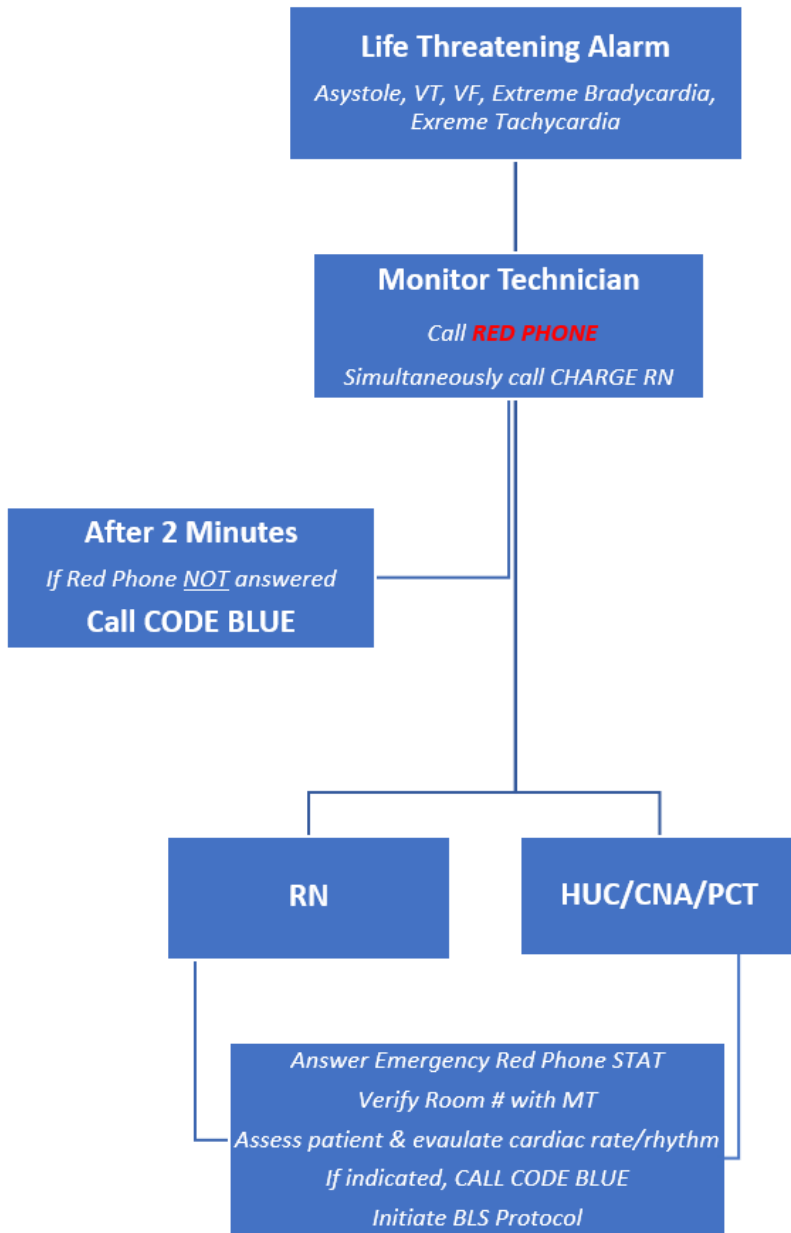 Life Threatening Alarm
Asystole, VT, VF, Extreme Bradycardia,
Exreme Tachycardia
Monitor Technician
Call RED PHONE
Simultaneously call CHARGE RN
After 2 Minutes
If Red Phone NOT answered
Call CODE BLUE
RN
HUC/CNA/PCT
Answer Emergency Red Phone STAT
Verify Room # with MT
Assess patient & evaulate cardiac rate/rhythm
If indicated, CALL CODE BLUE
Initiate BLS Protocol